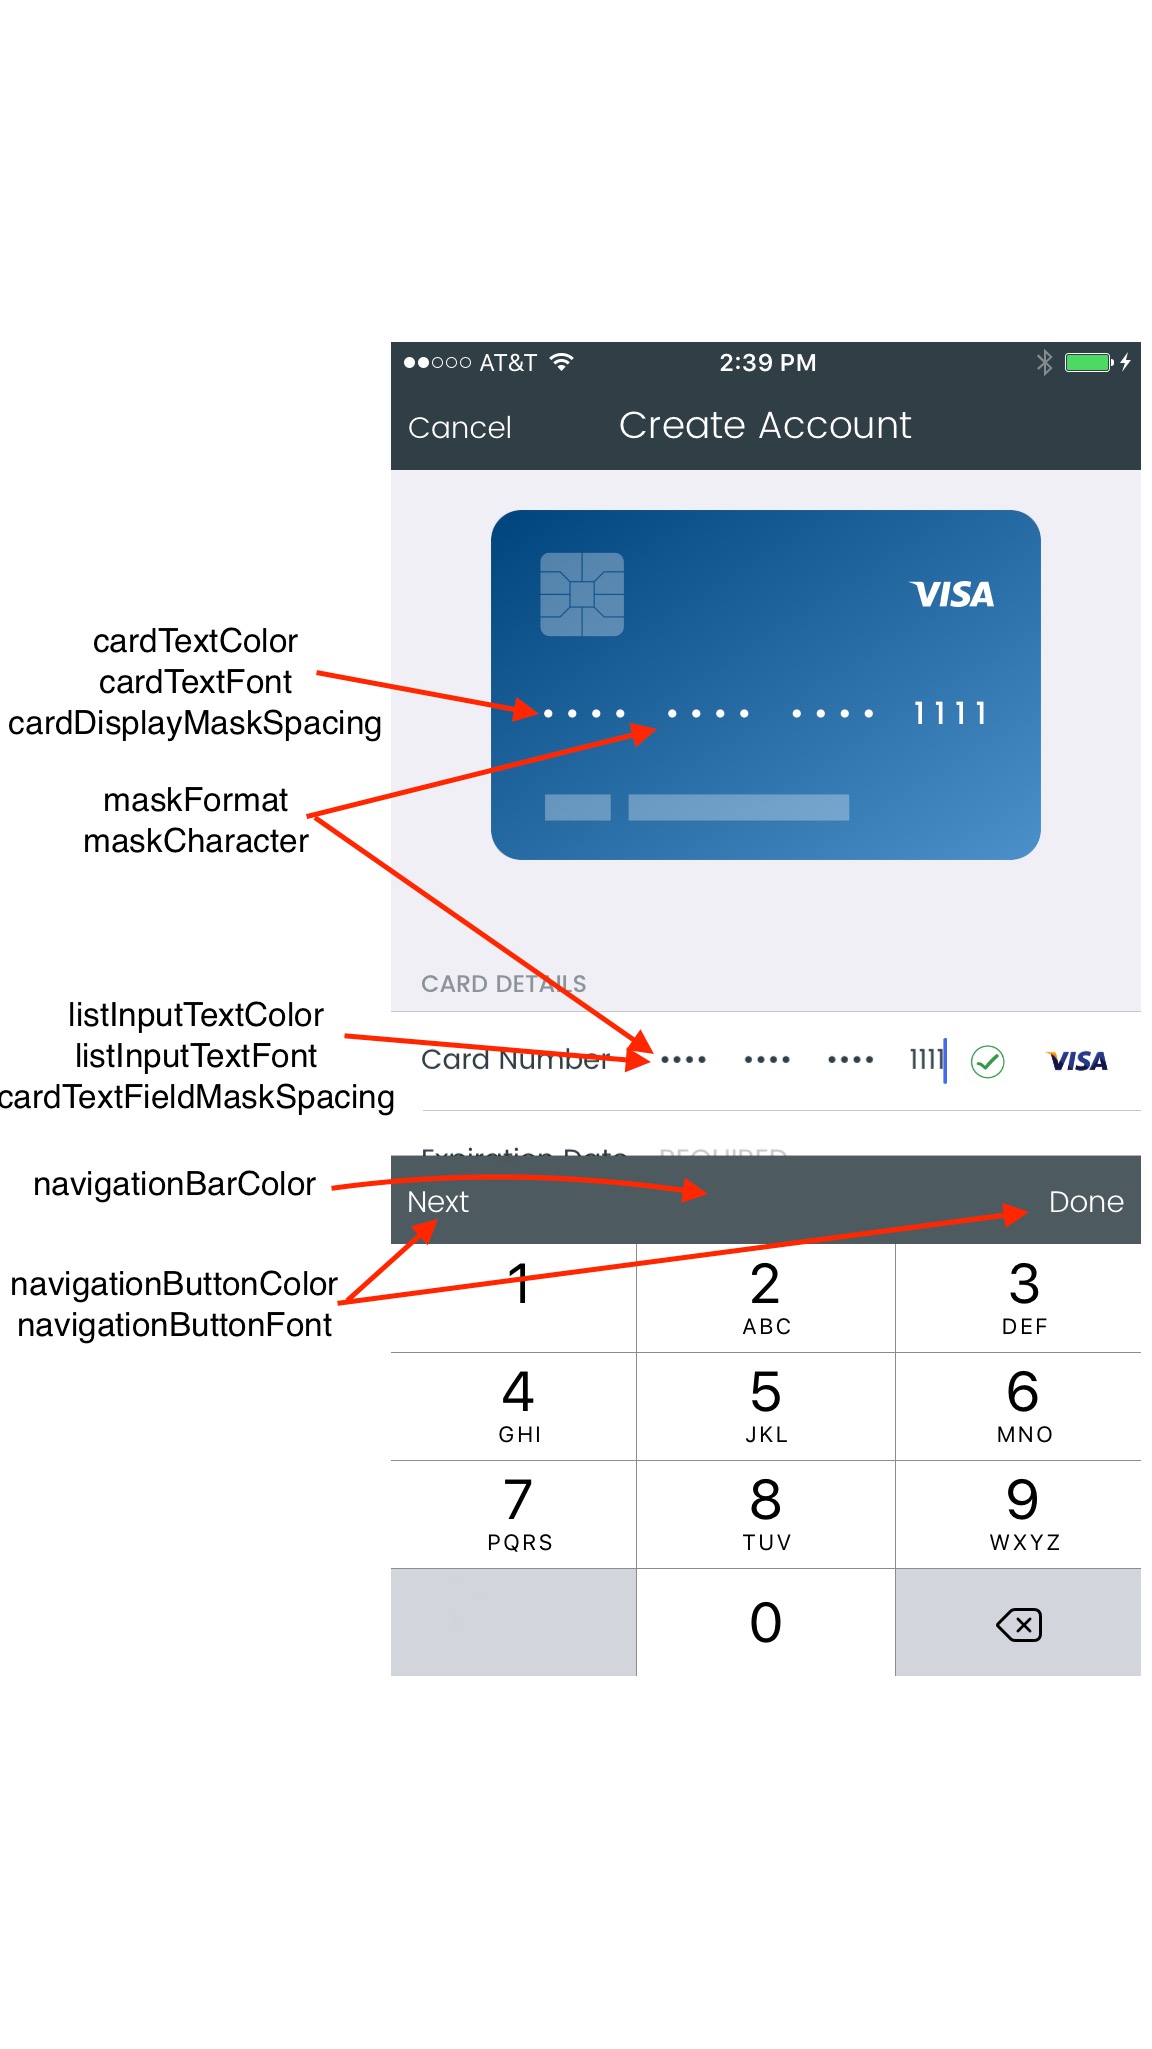 AT&T 2:39 PM
Cancel Create Account
VISA
cardTextColor
cardTextFont
cardDisplayMaskSpacing
•••• •••• •••• 1111
maskFormat
maskCharacter
CARD DETAILS
listInputTextColor
listInputTextFont
cardTextFieldMaskSpacing
Card Number •••• •••• •••• 1111 VISA
Expiration Date REQUIRED
navigationBarColor
Next Done
navigationButtonColor
navigationButtonFont
1 2 3
ABC DEF
4 5 6
GHI JKL MNO
7 8 9
PQRS TUV WXYZ
0